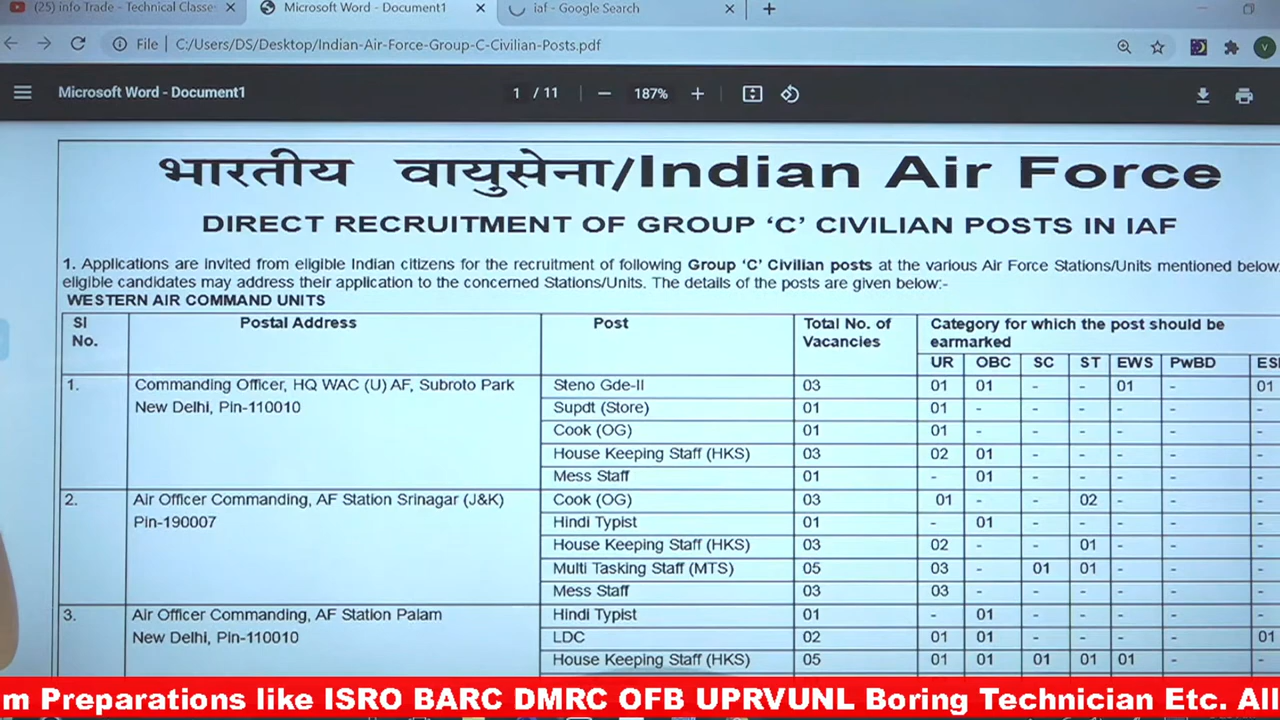 (25) info Trade - Technical Classe
Microsoft Word - Document1
iaf - Google Search
File | C:/Users/DS/Desktop/Indian-Air-Force-Group-C-Civilian-Posts.pdf
V
Microsoft Word - Document1
1 / 11 | − 187% +
भारतीय वायुसेना/Indian Air Force
DIRECT RECRUITMENT OF GROUP ‘C’ CIVILIAN POSTS IN IAF
1. Applications are invited from eligible Indian citizens for the recruitment of following Group ‘C’ Civilian posts at the various Air Force Stations/Units mentioned below.
eligible candidates may address their application to the concerned Stations/Units. The details of the posts are given below:-
WESTERN AIR COMMAND UNITS
Sl No. Postal Address Post Total No. of Vacancies Category for which the post should be earmarked
UR OBC SC ST EWS PwBD ES
1. Commanding Officer, HQ WAC (U) AF, Subroto Park Steno Gde-II 03 01 01 - - 01 - 01
New Delhi, Pin-110010 Supdt (Store) 01 01 - - - - - -
Cook (OG) 01 01 - - - - - -
House Keeping Staff (HKS) 03 02 01 - - - - -
Mess Staff 01 - 01 - - - - -
2. Air Officer Commanding, AF Station Srinagar (J&K) Cook (OG) 03 01 - - 02 - - -
Pin-190007 Hindi Typist 01 - 01 - - - - -
House Keeping Staff (HKS) 03 02 - - 01 - - -
Multi Tasking Staff (MTS) 05 03 - 01 01 - - -
Mess Staff 03 03 - - - - - -
3. Air Officer Commanding, AF Station Palam Hindi Typist 01 - 01 - - - - -
New Delhi, Pin-110010 LDC 02 01 01 - - - - 01
House Keeping Staff (HKS) 05 01 01 01 01 01 - -
m Preparations like ISRO BARC DMRC OFB UPRVUNL Boring Technician Etc. All